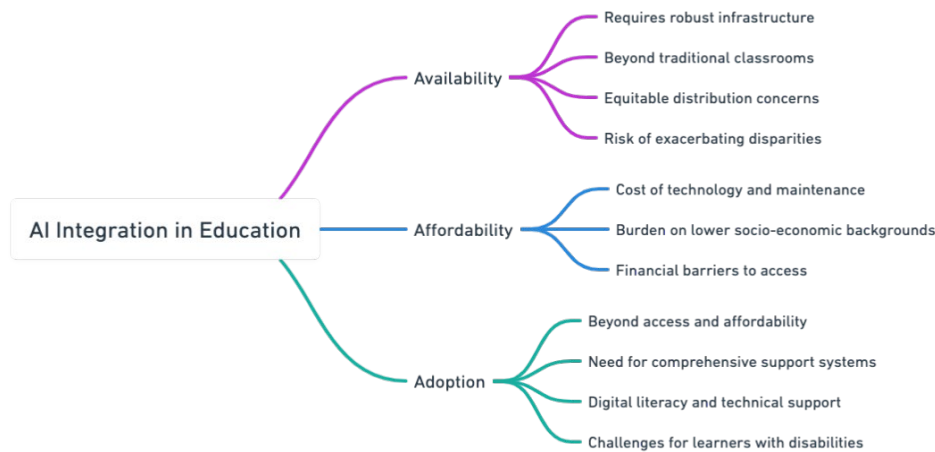 AI Integration in Education
Availability
Requires robust infrastructure
Beyond traditional classrooms
Equitable distribution concerns
Risk of exacerbating disparities
Affordability
Cost of technology and maintenance
Burden on lower socio-economic backgrounds
Financial barriers to access
Adoption
Beyond access and affordability
Need for comprehensive support systems
Digital literacy and technical support
Challenges for learners with disabilities